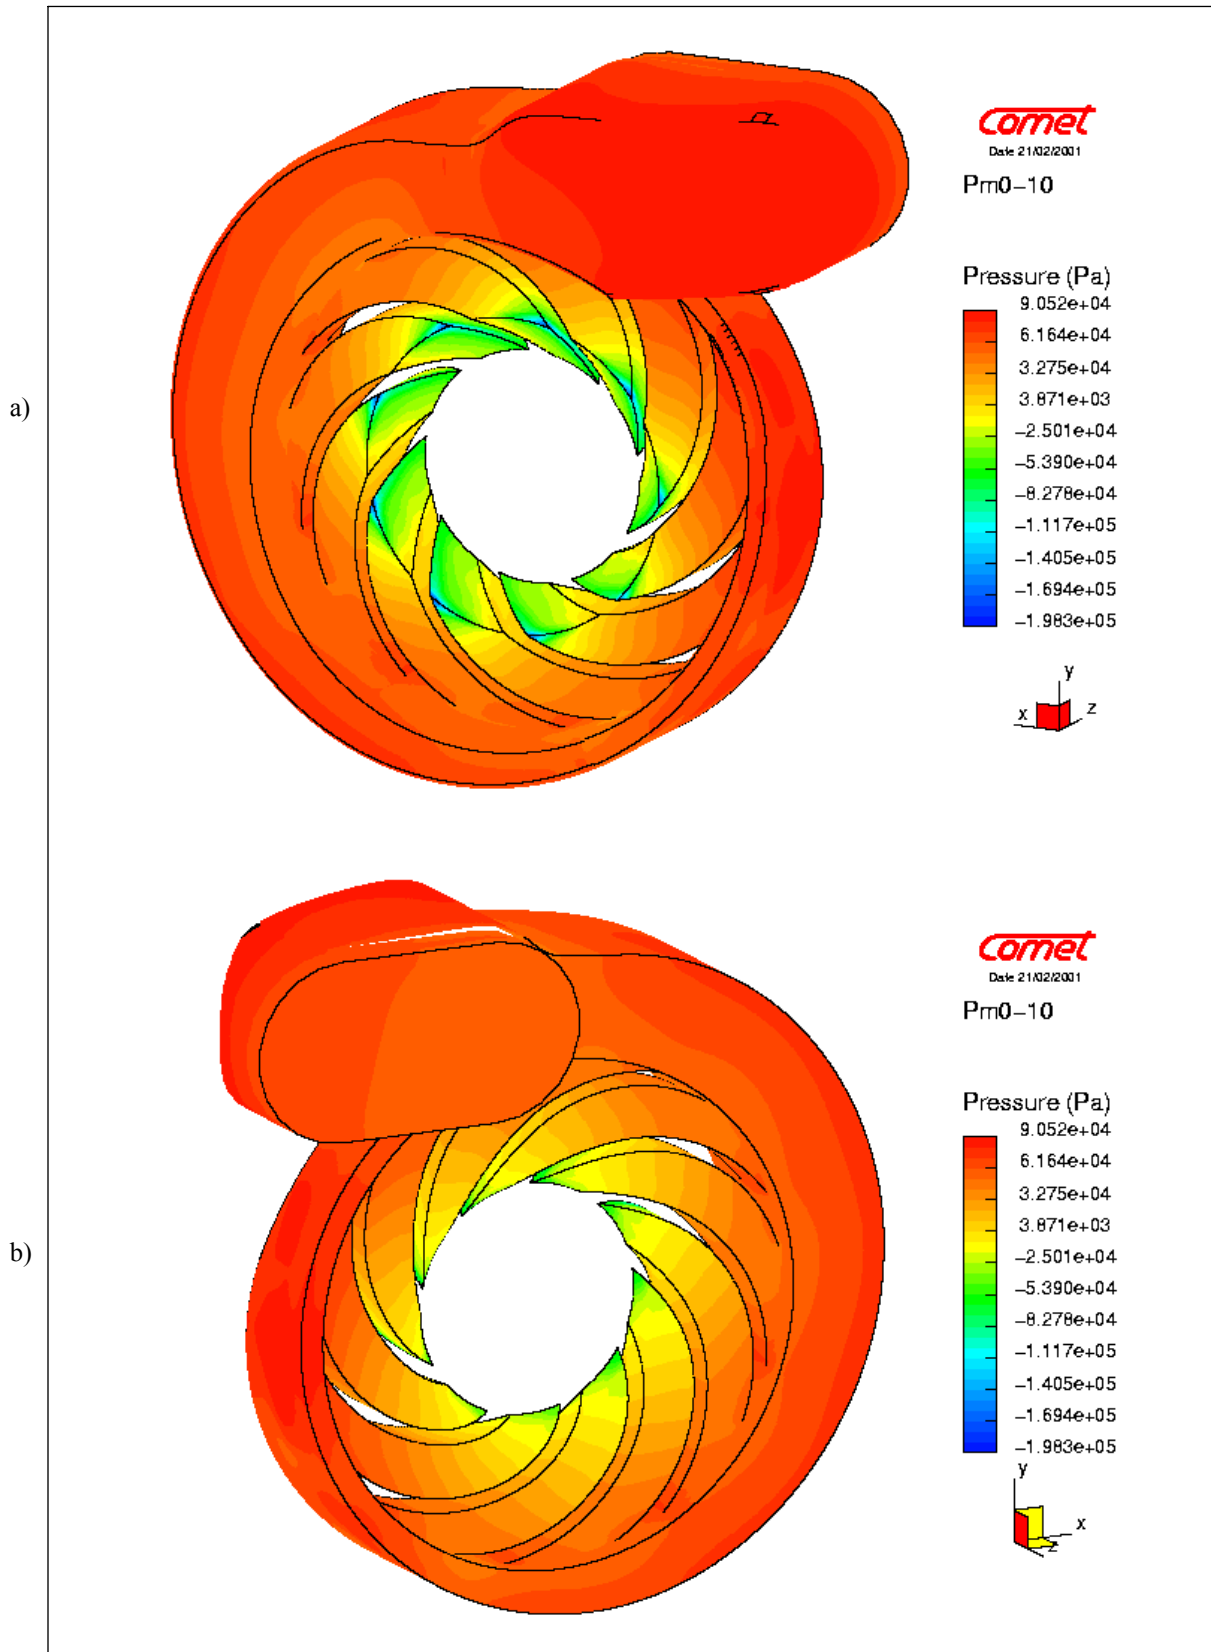 a)
Comet
Date 21/02/2001
Pm0-10
Pressure (Pa)
9.052e+04
6.164e+04
3.275e+04
3.871e+03
-2.501e+04
-5.390e+04
-8.278e+04
-1.117e+05
-1.405e+05
-1.694e+05
-1.983e+05
y
x
z
b)
Comet
Date 21/02/2001
Pm0-10
Pressure (Pa)
9.052e+04
6.164e+04
3.275e+04
3.871e+03
-2.501e+04
-5.390e+04
-8.278e+04
-1.117e+05
-1.405e+05
-1.694e+05
-1.983e+05
y
x
z